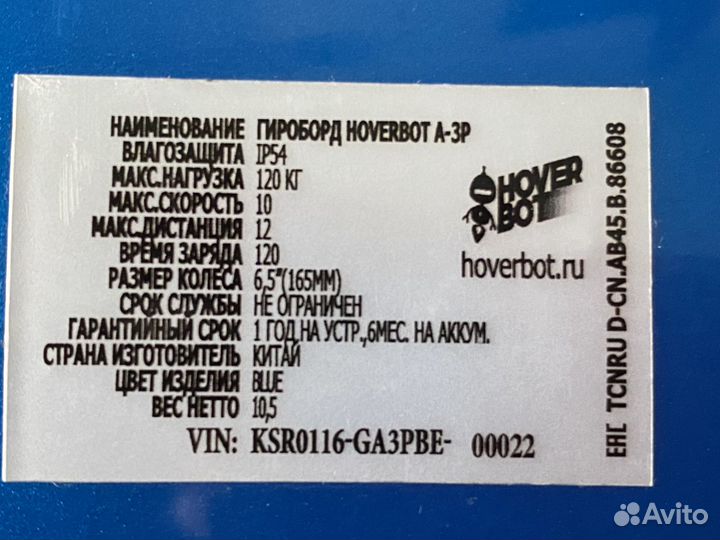 НАИМЕНОВАНИЕ ГИРОБОРД HOVERBOT A-3P
ВЛАГОЗАЩИТА IP54
МАКС.НАГРУЗКА 120 КГ
МАКС.СКОРОСТЬ 10
МАКС.ДИСТАНЦИЯ 12
ВРЕМЯ ЗАРЯДА 120
РАЗМЕР КОЛЕСА 6,5"(165ММ)
СРОК СЛУЖБЫ НЕ ОГРАНИЧЕН
ГАРАНТИЙНЫЙ СРОК 1 ГОД НА УСТР.,6МЕС. НА АККУМ.
СТРАНА ИЗГОТОВИТЕЛЬ КИТАЙ
ЦВЕТ ИЗДЕЛИЯ BLUE
ВЕС НЕТТО 10,5
VIN: KSR0116-GA3PBE- 00022
HOVER
BOT
hoverbot.ru
EHC TCNRU D-CN.AB45.B.86608
Avito